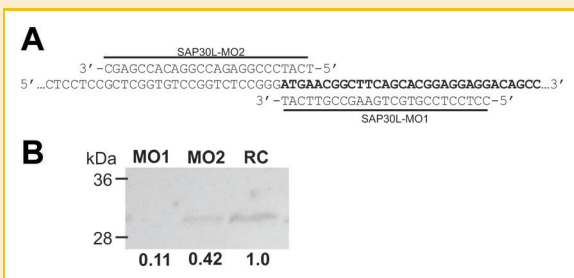 A
SAP30L-MO2
3’-CGAGCCACAGGCCAGAGGCCCTACT-5’
5’…CTCCTCCGCTCGGTGTCCGGTCTCCGGGATGAACGGCTTCAGCACGGAGGAGGACAGCC…3’
3’-TACTTGCCGAAGTCGTGCCTCCTCC-5’
SAP30L-MO1
B
kDa MO1 MO2 RC
36
28
0.11 0.42 1.0